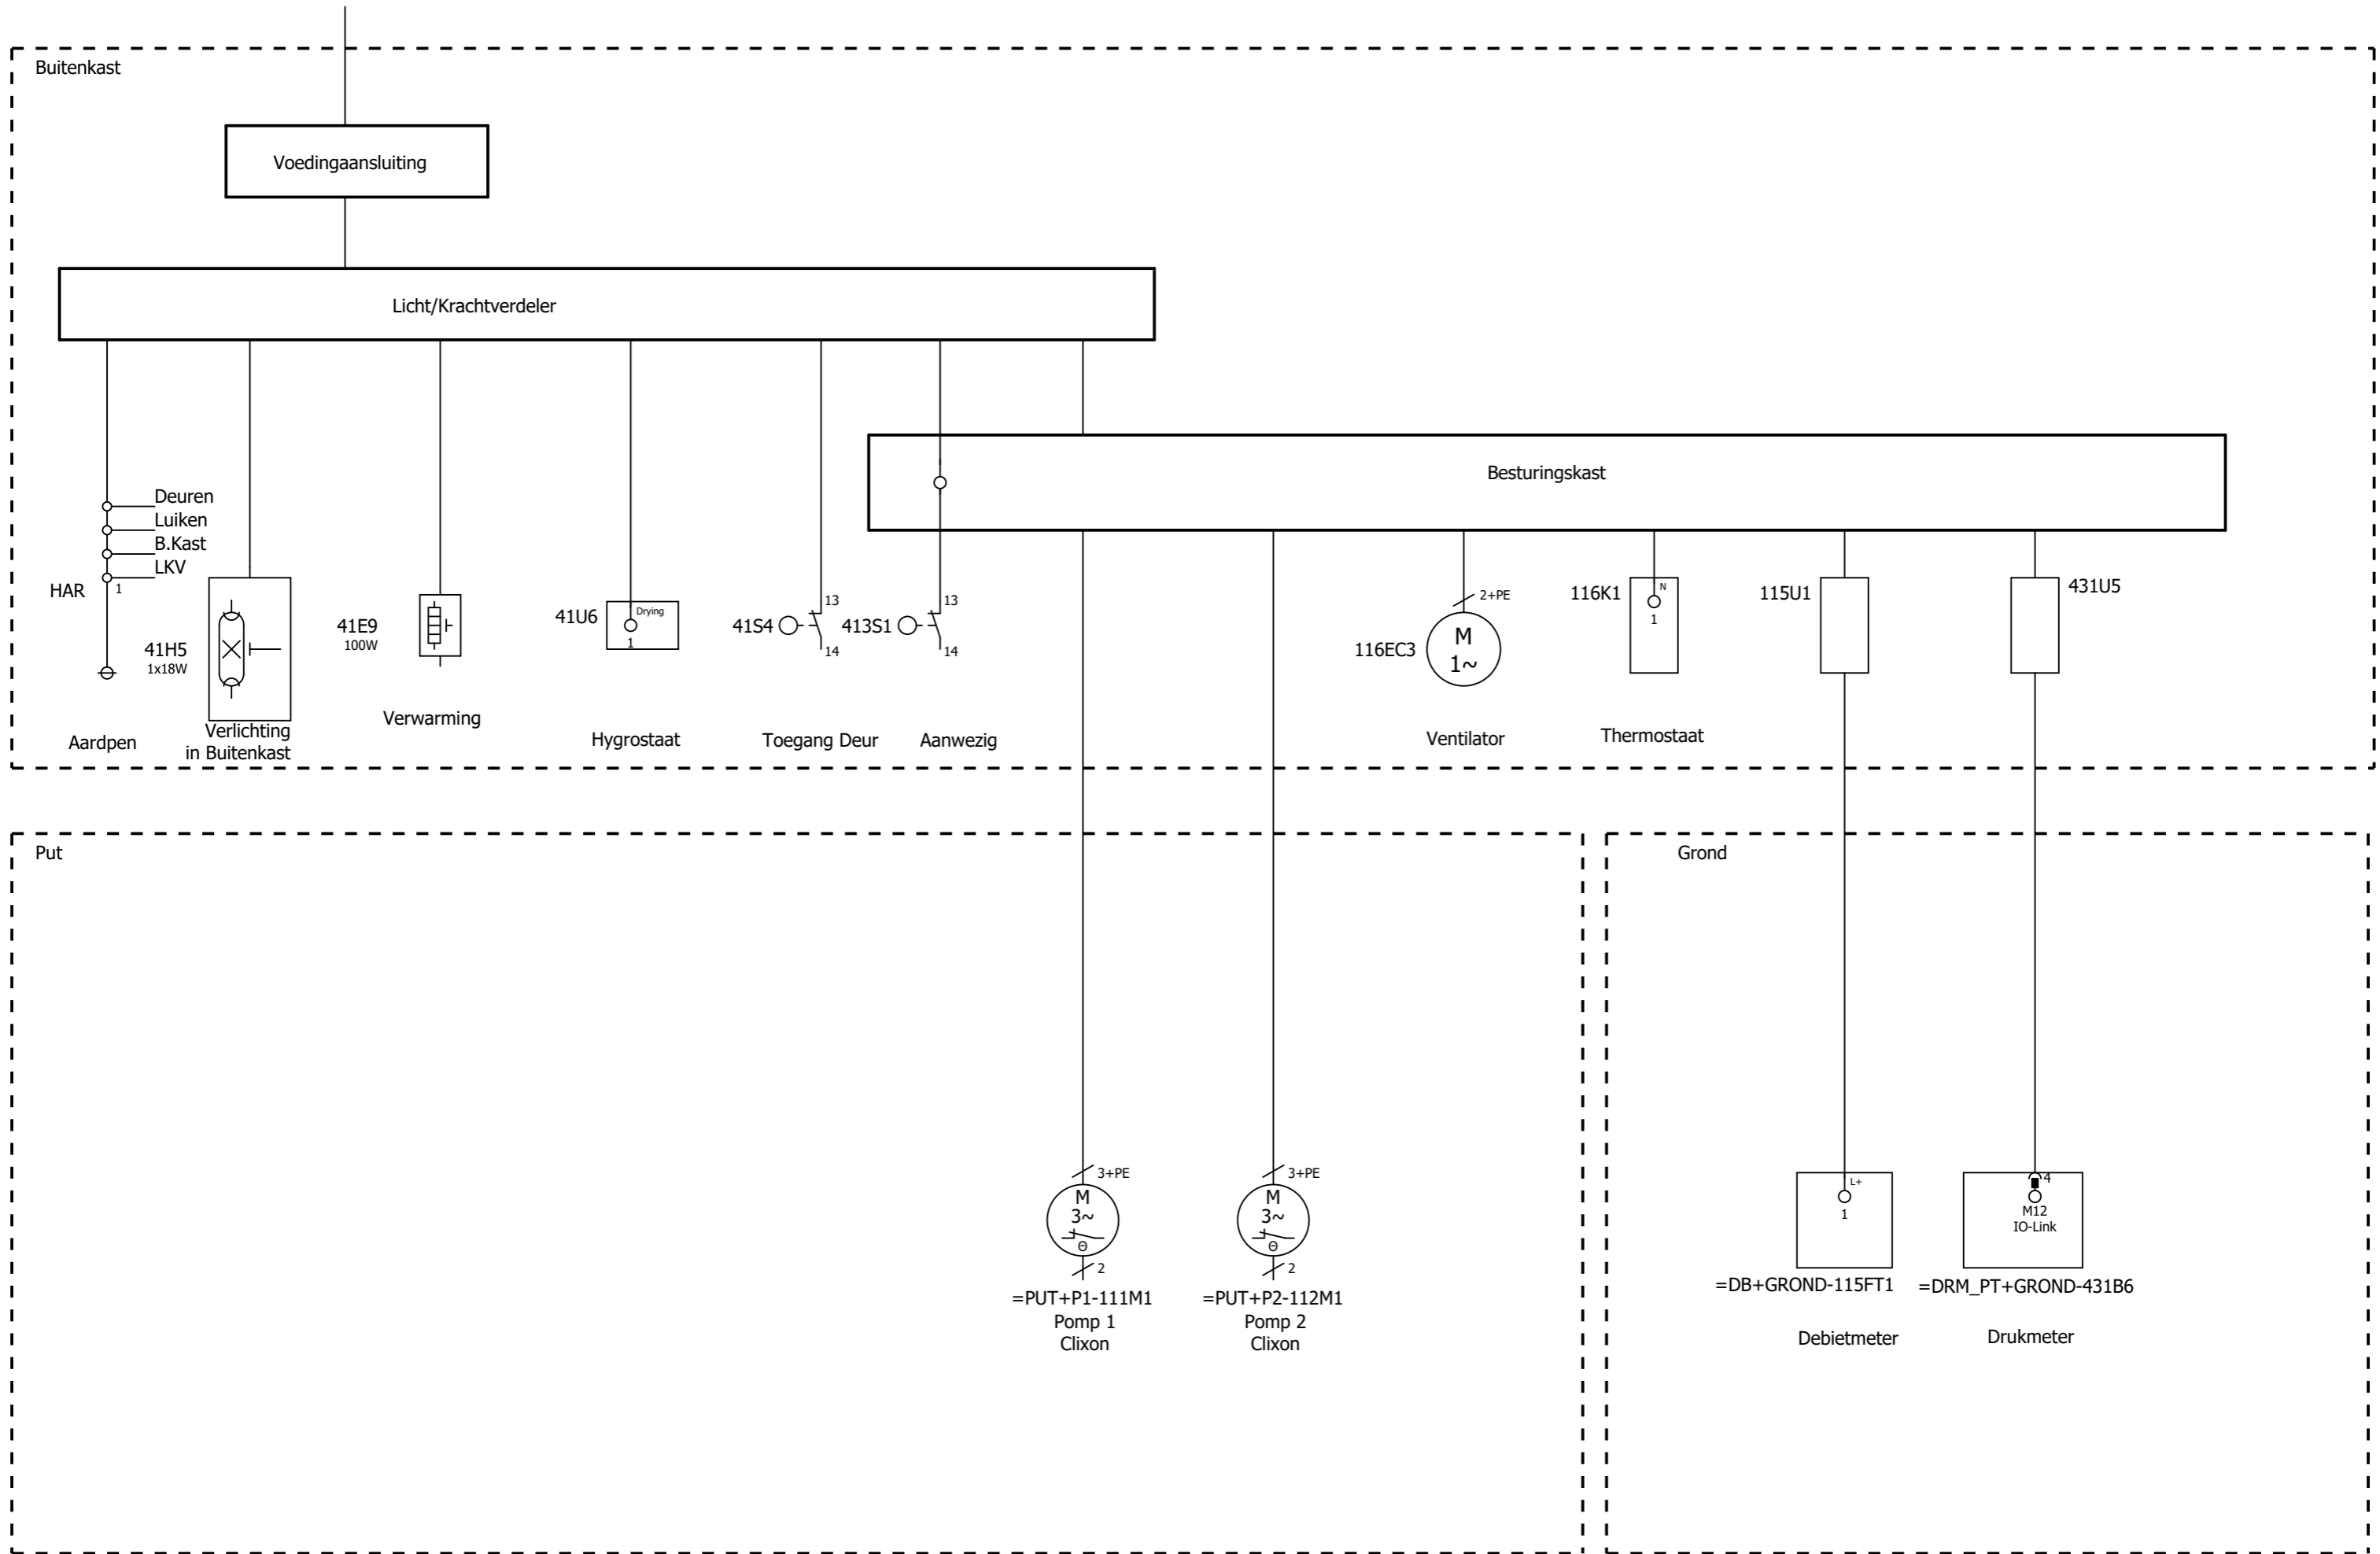 Buitenkast
Voedingaansluiting
Licht/Krachtverdeler
Besturingskast
Deuren
Luiken
B.Kast
LKV
HAR
1
41H5
1x18W
41E9
100W
41U6
Drying
1
41S4
13
14
413S1
13
14
116EC3
2+PE
M
1~
116K1
N
1
115U1
431U5
Aardpen
Verlichting
in Buitenkast
Verwarming
Hygrostaat
Toegang Deur
Aanwezig
Ventilator
Thermostaat
Put
Grond
3+PE
M
3~
Θ
2
=PUT+P1-111M1
Pomp 1
Clixon
3+PE
M
3~
Θ
2
=PUT+P2-112M1
Pomp 2
Clixon
L+
1
=DB+GROND-115FT1
Debietmeter
4
M12
IO-Link
=DRM_PT+GROND-431B6
Drukmeter